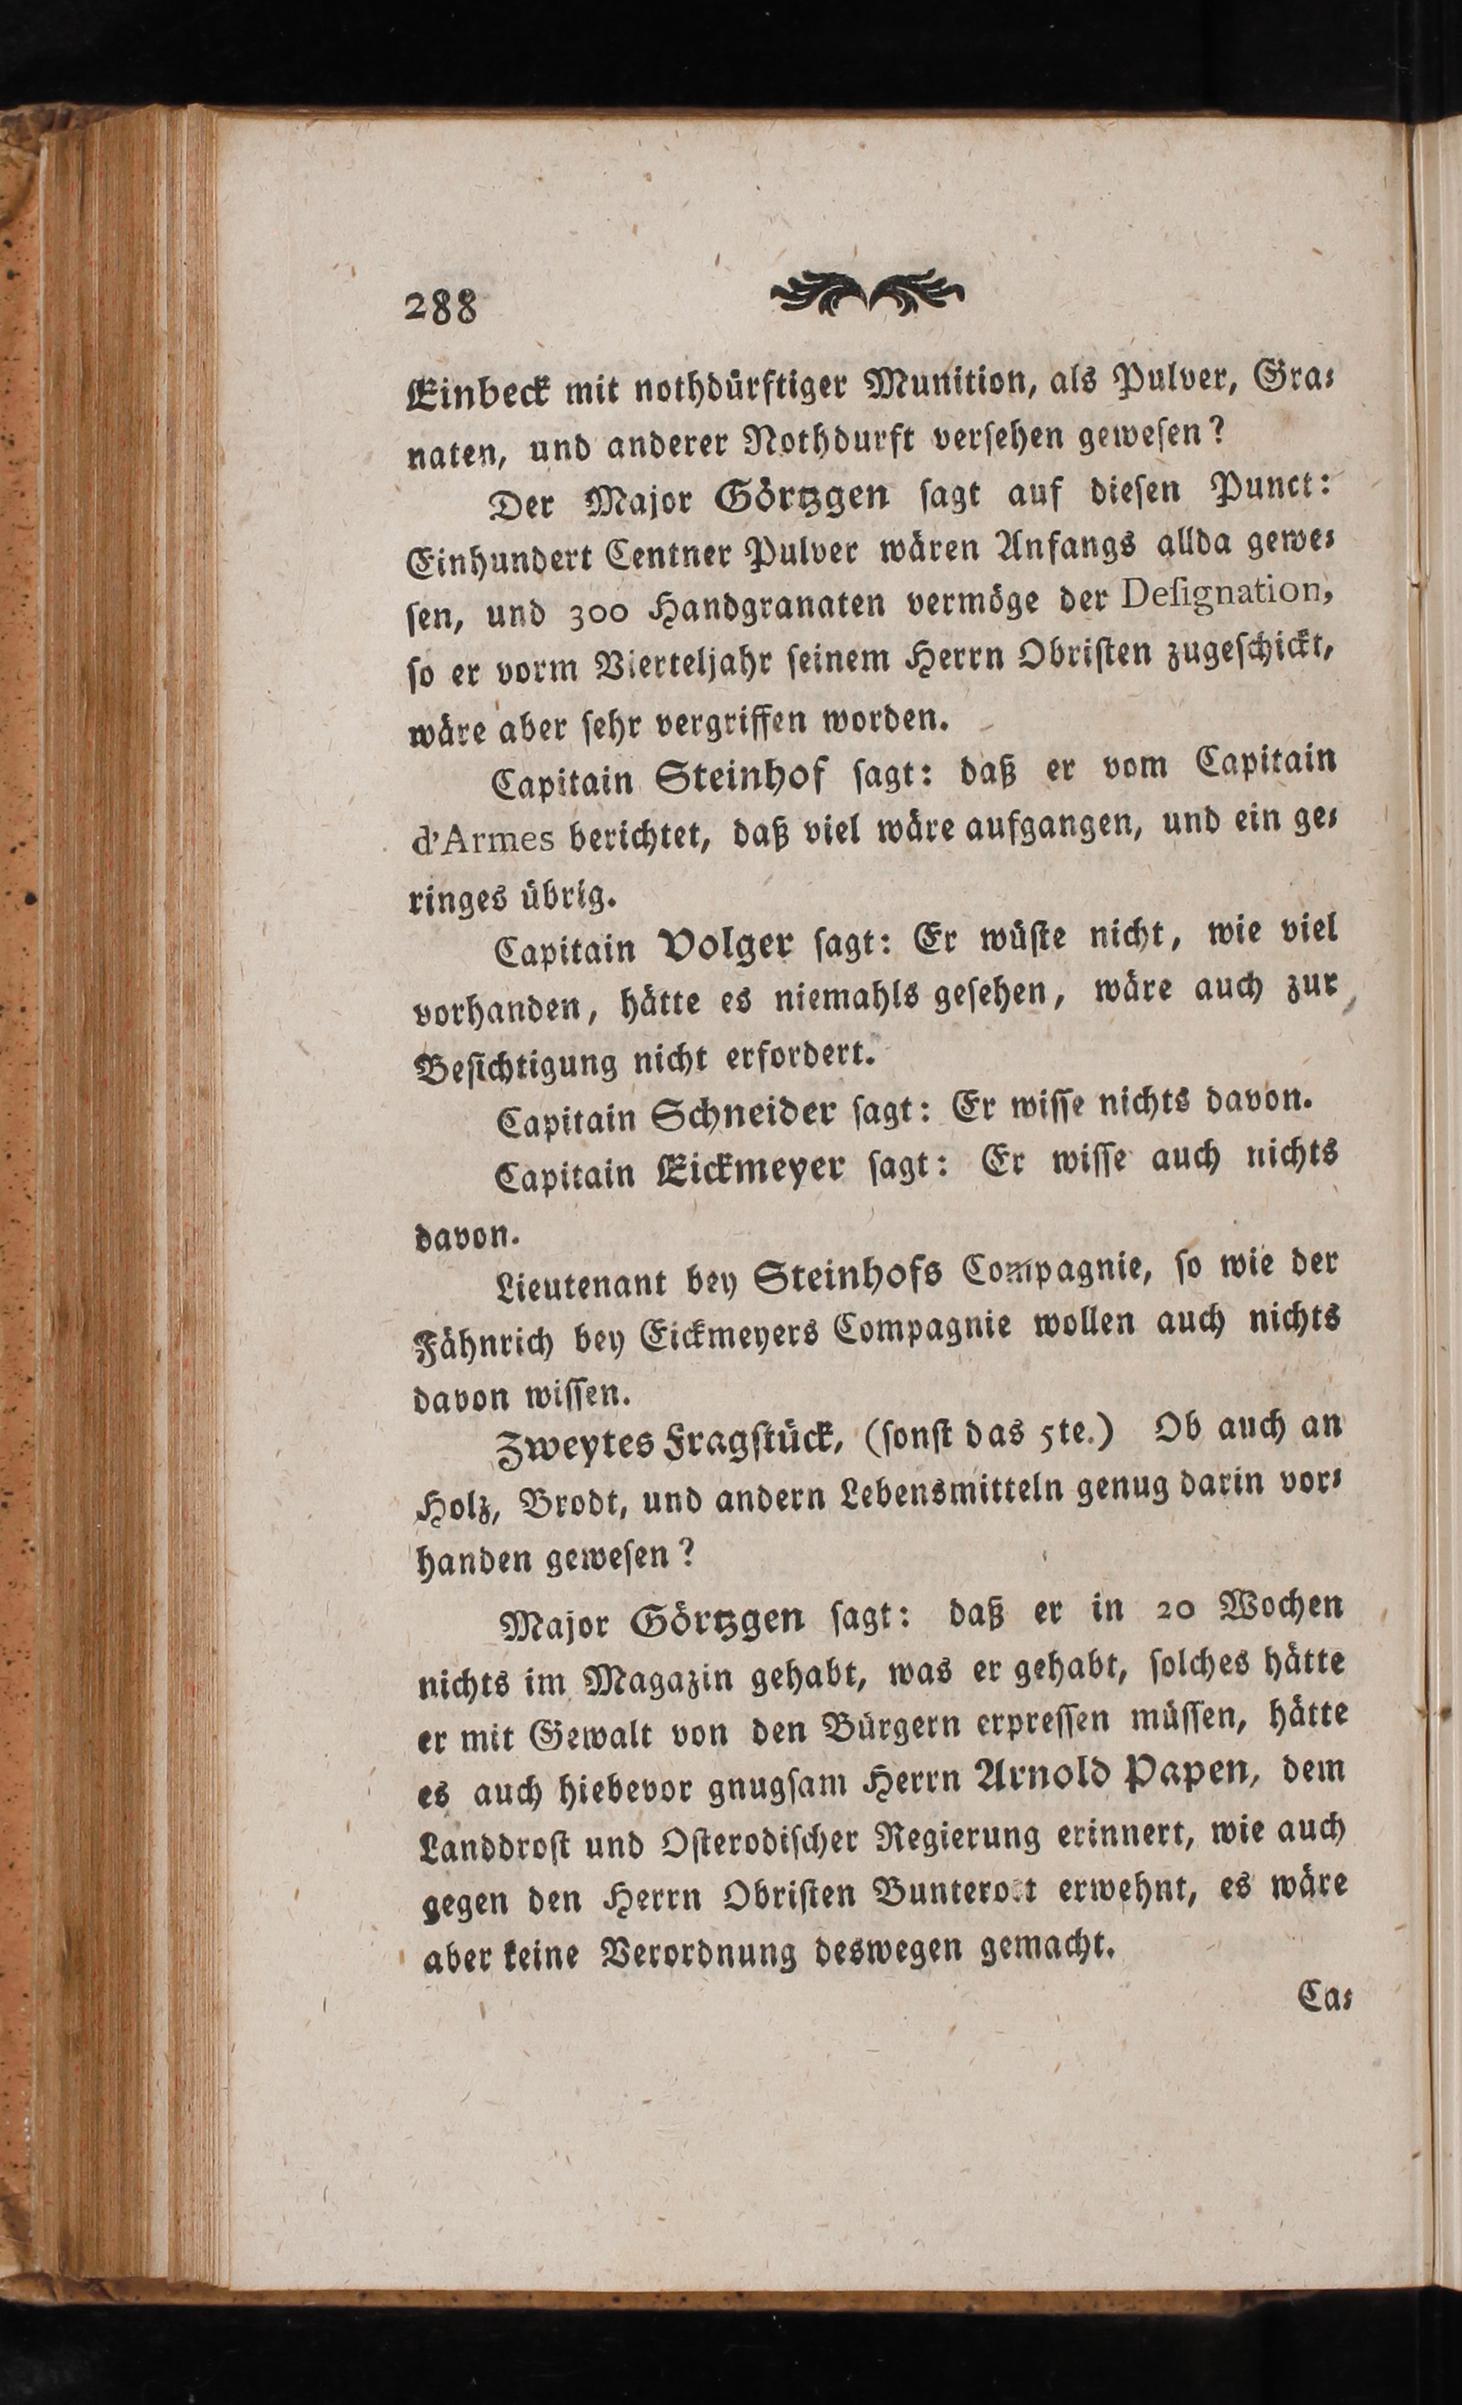 288
Einbeck mit nothdürftiger Munition, als Pulver, Gra⸗
naten, und anderer Nothdurft verſehen geweſen?
Der Major Görtzgen ſagt auf dieſen Punct:
Einhundert Centner Pulver wären Anfangs allda gewe⸗
ſen, und 300 Handgranaten vermöge der Deſignation,
ſo er vorm Vierteljahr ſeinem Herrn Obriſten zugeſchickt,
wäre aber ſehr vergriffen worden.
Capitain Steinhof ſagt: daß er vom Capitain
d'Armes berichtet, daß viel wäre aufgangen, und ein ge⸗
ringes übrig.
Capitain Volger ſagt: Er wüſte nicht, wie viel
vorhanden, hätte es niemahls geſehen, wäre auch zur
Beſichtigung nicht erfordert.
Capitain Schneider ſagt: Er wiſſe nichts davon.
Capitain Eickmeyer ſagt: Er wiſſe auch nichts
davon.
Lieutenant bey Steinhofs Compagnie, ſo wie der
Fähnrich bey Eickmeyers Compagnie wollen auch nichts
davon wiſſen.
Zweytes Fragſtück, (ſonſt das 5te.) Ob auch an
Holz, Brodt, und andern Lebensmitteln genug darin vor⸗
handen geweſen?
Major Görtzgen ſagt: daß er in 20 Wochen
nichts im Magazin gehabt, was er gehabt, ſolches hätte
er mit Gewalt von den Bürgern erpreſſen müſſen, hätte
es auch hiebevor gnugſam Herrn Arnold Papen, dem
Landdroſt und Oſterodiſcher Regierung erinnert, wie auch
gegen den Herrn Obriſten erwehnt, es wäre
aber keine Verordnung deswegen gemacht.
Ca⸗